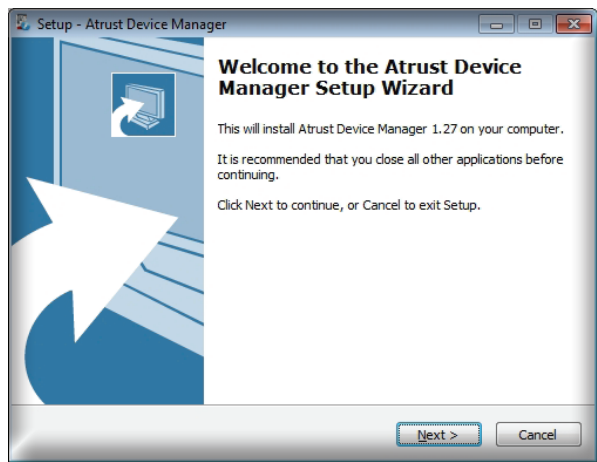 Setup - Atrust Device Manager
Welcome to the Atrust Device
Manager Setup Wizard
This will install Atrust Device Manager 1.27 on your computer.
It is recommended that you close all other applications before
continuing.
Click Next to continue, or Cancel to exit Setup.
Next >
Cancel